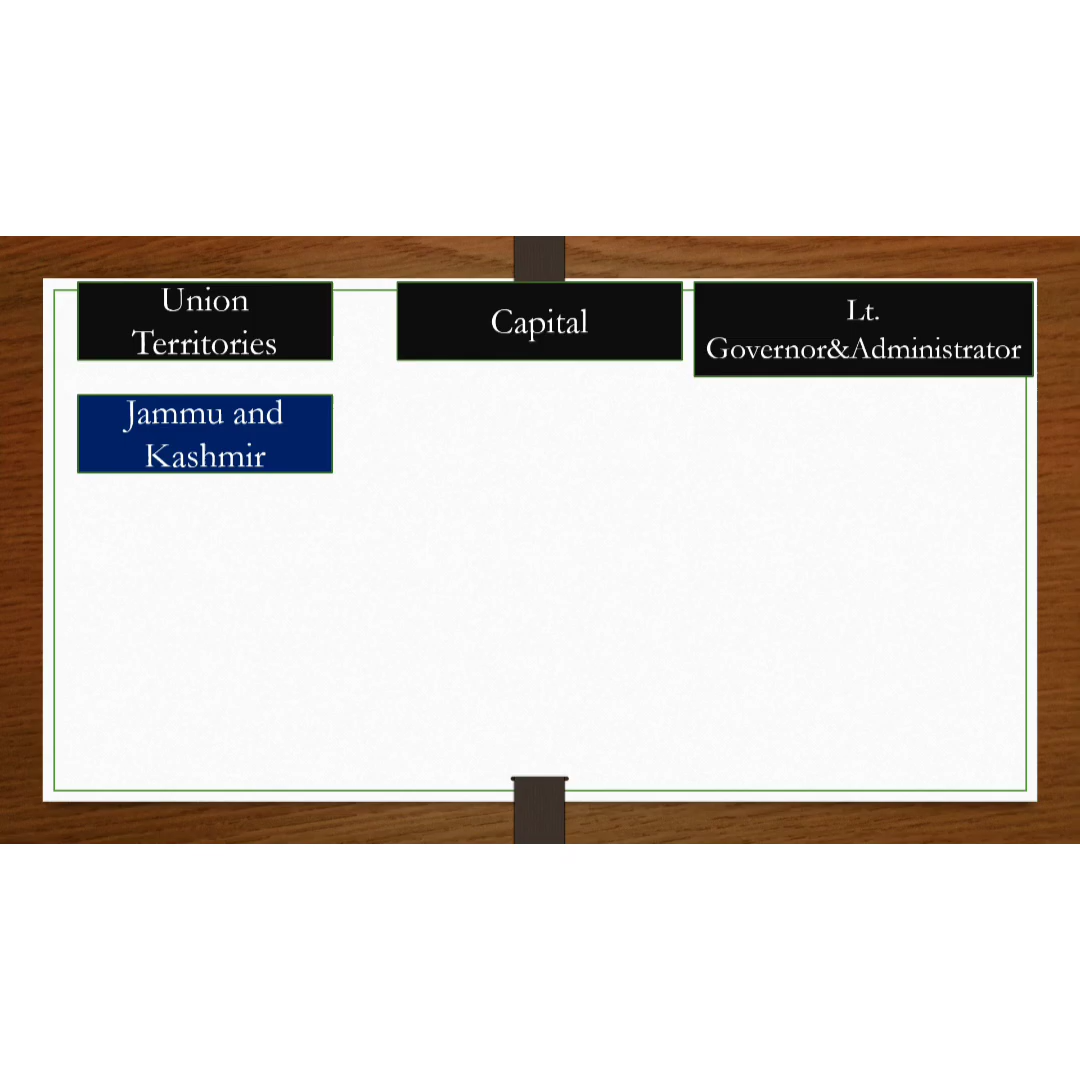 Union
Territories
Capital
Lt.
Governor&Administrator
Jammu and
Kashmir